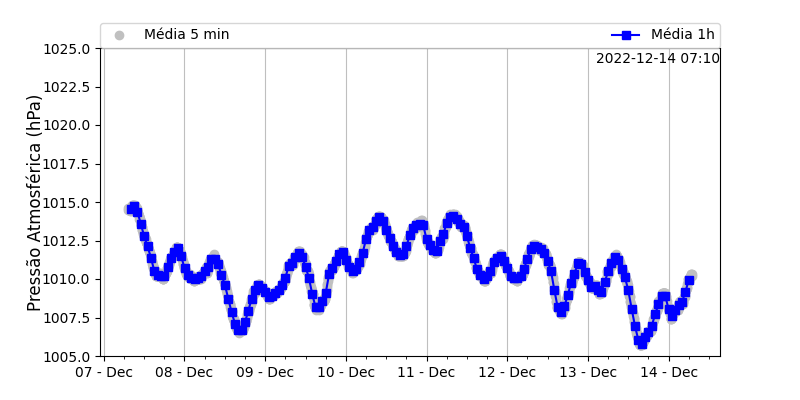 Média 5 min
Média 1h
2022-12-14 07:10
Pressão Atmosférica (hPa)
1025.0
1022.5
1020.0
1017.5
1015.0
1012.5
1010.0
1007.5
1005.0
07 - Dec
08 - Dec
09 - Dec
10 - Dec
11 - Dec
12 - Dec
13 - Dec
14 - Dec